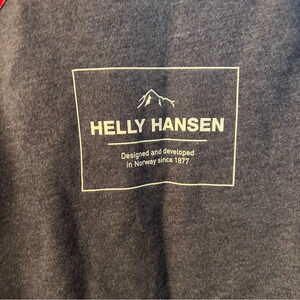 HELLY HANSEN
Designed and developed
in Norway since 1877